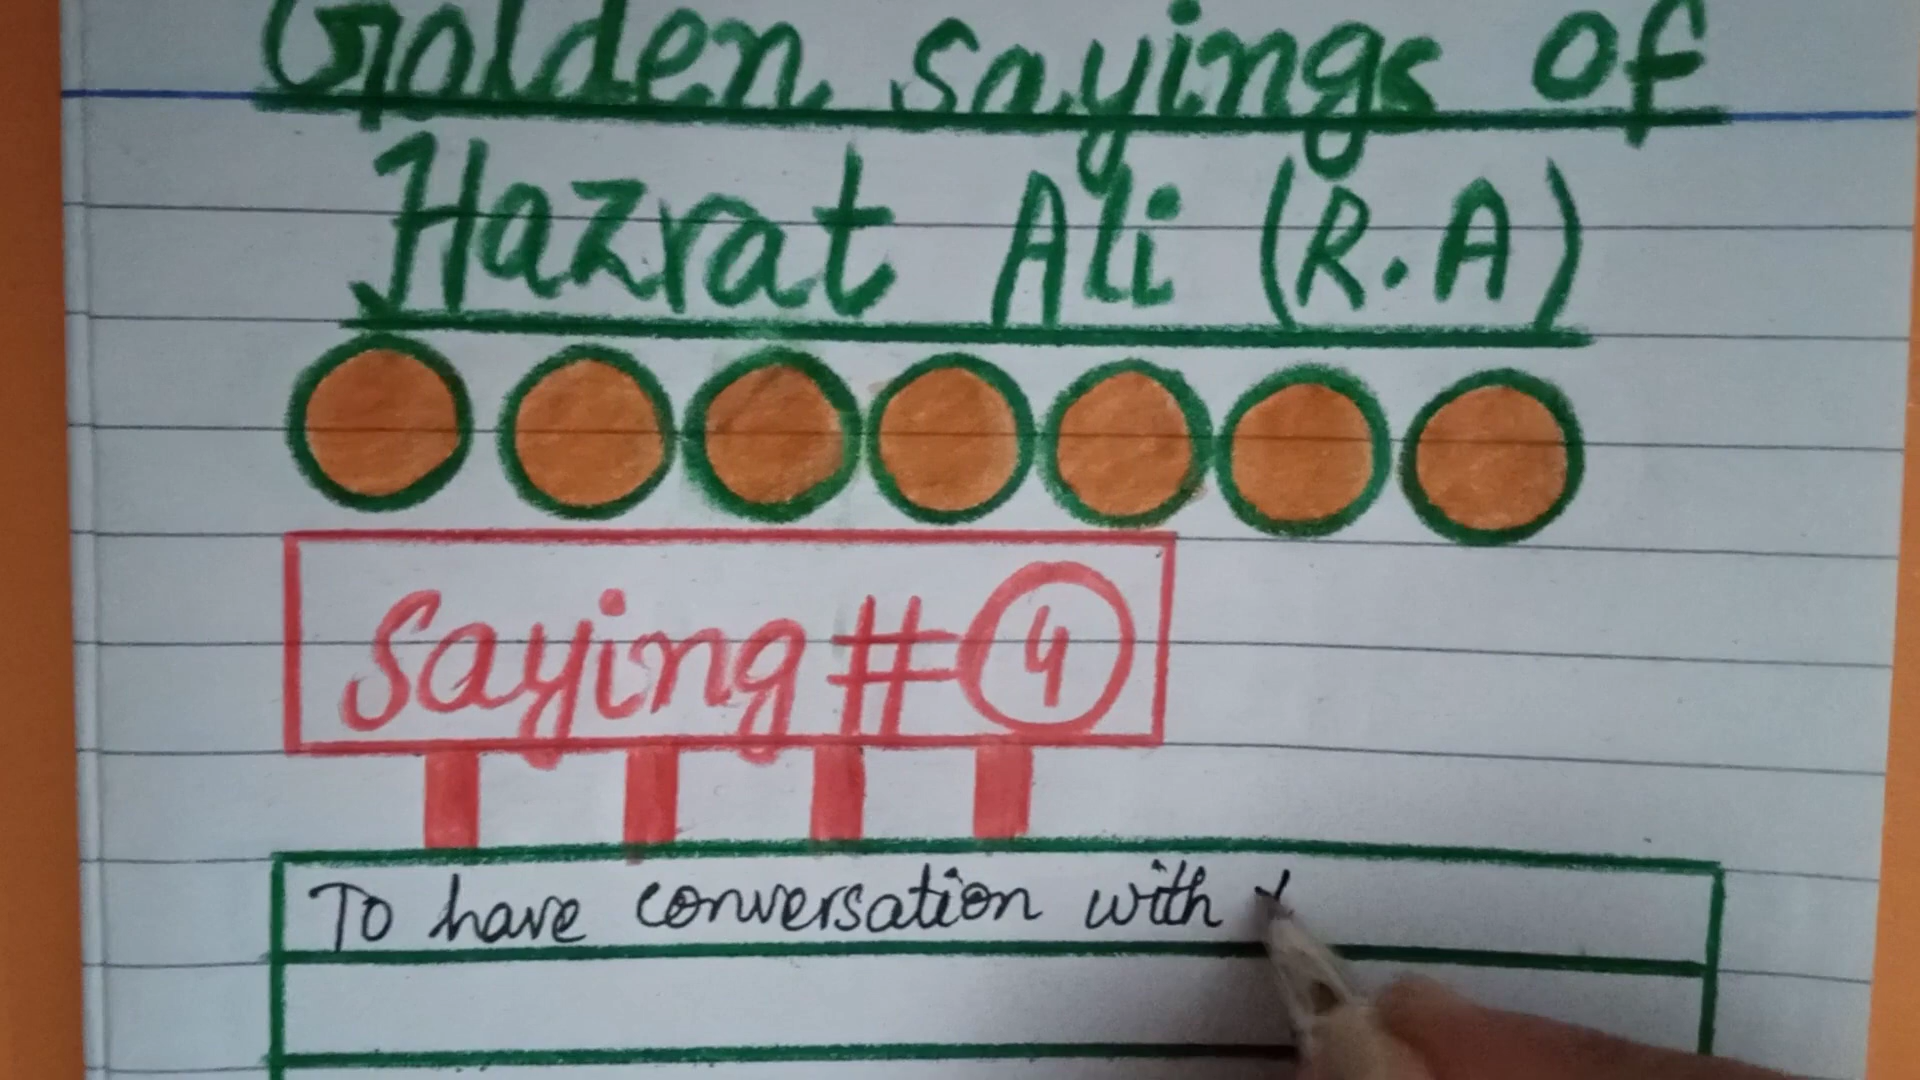 Golden sayings of
Hazrat Ali (R.A)
Saying # 4
To have conversation with